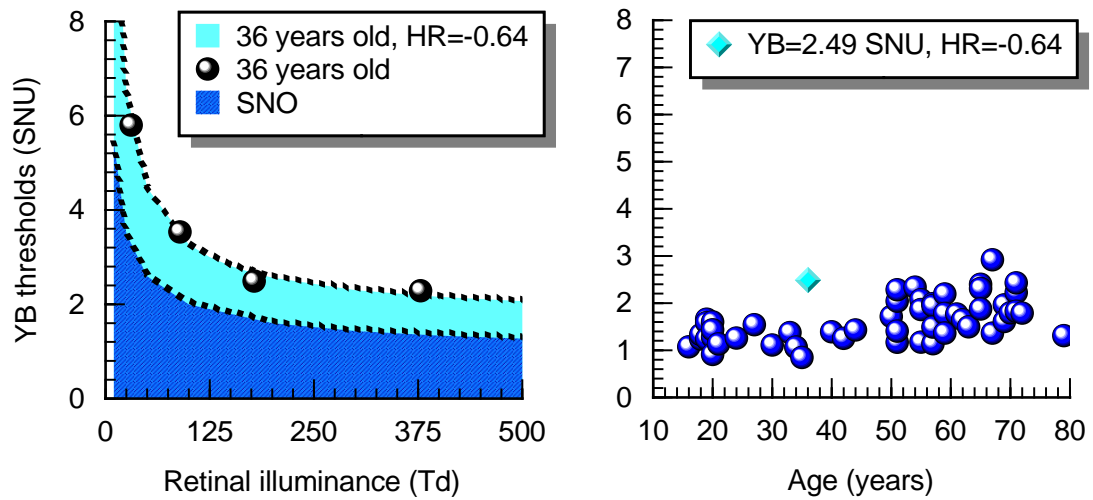 YB thresholds (SNU)
8
6
4
2
0
0 125 250 375 500
Retinal illuminance (Td)
36 years old, HR=-0.64
36 years old
SNO
8
7
6
5
4
3
2
1
0
10 20 30 40 50 60 70 80
Age (years)
YB=2.49 SNU, HR=-0.64